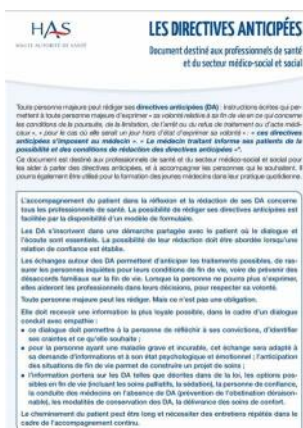 HAS
HAUTE AUTORITÉ DE SANTÉ
LES DIRECTIVES ANTICIPÉES
Document destiné aux professionnels de santé
et du secteur médico-social et social
Toute personne majeure peut rédiger ses directives anticipées (DA) : instructions écrites qui per-
mettent à toute personne majeure d'exprimer « sa volonté relative à sa fin de vie en ce qui concerne
les conditions de la poursuite, de la limitation, de l'arrêt ou du refus de traitement ou d'acte médi-
caux », « pour le cas où elle serait un jour hors d'état d'exprimer sa volonté » : « ces directives
anticipées s'imposent au médecin ». « Le médecin traitant informe ses patients de la
possibilité et des conditions de rédaction des directives anticipées »
Ce document est destiné aux professionnels de santé et du secteur médico-social et social pour
les aider à parler des directives anticipées, et à accompagner les personnes qui le souhaitent. Il
pourra également être utilisé pour la formation des jeunes médecins dans leur pratique quotidienne.
L'accompagnement du patient dans la réflexion et la rédaction de ses DA concerne
tous les professionnels de santé. La possibilité de rédiger ses directives anticipées est
facilitée par la disponibilité d'un modèle de formulaire.
Les DA s'inscrivent dans une démarche partagée avec le patient où le dialogue et
l'écoute sont essentiels. La possibilité de leur rédaction doit être abordée lorsqu'une
relation de confiance est établie.
Les échanges autour des DA permettent d'anticiper les traitements possibles, de ras-
surer les personnes inquiètes pour leurs conditions de fin de vie, voire de prévenir des
désaccords familiaux sur la fin de vie. Lorsque la personne ne pourra plus s'exprimer,
elles aideront les professionnels dans leurs décisions, pour respecter sa volonté.
Toute personne majeure peut les rédiger. Mais ce n'est pas une obligation.
Elle doit recevoir une information la plus loyale possible, dans le cadre d'un dialogue
conduit avec empathie :
• ce dialogue doit permettre à la personne de réfléchir à ses convictions, d'identifier
ses craintes et ce qu'elle souhaite ;
• pour la personne ayant une maladie grave et incurable, cet échange sera adapté à
sa demande d'informations et à son état psychologique et émotionnel ; l'anticipation
des situations de fin de vie permet de construire un projet de soins ;
• l'information portera sur les DA telles que décrites dans de la loi, les options pos-
sibles en fin de vie (incluant les soins palliatifs, la sédation), la personne de confiance,
la conduite des médecins en l'absence de DA (prévention de l'obstination déraison-
nable), les modalités de conservation des DA, la délivrance des soins de confort.
Le cheminement du patient peut être long et nécessiter des entretiens répétés dans le
cadre de l'accompagnement continu.